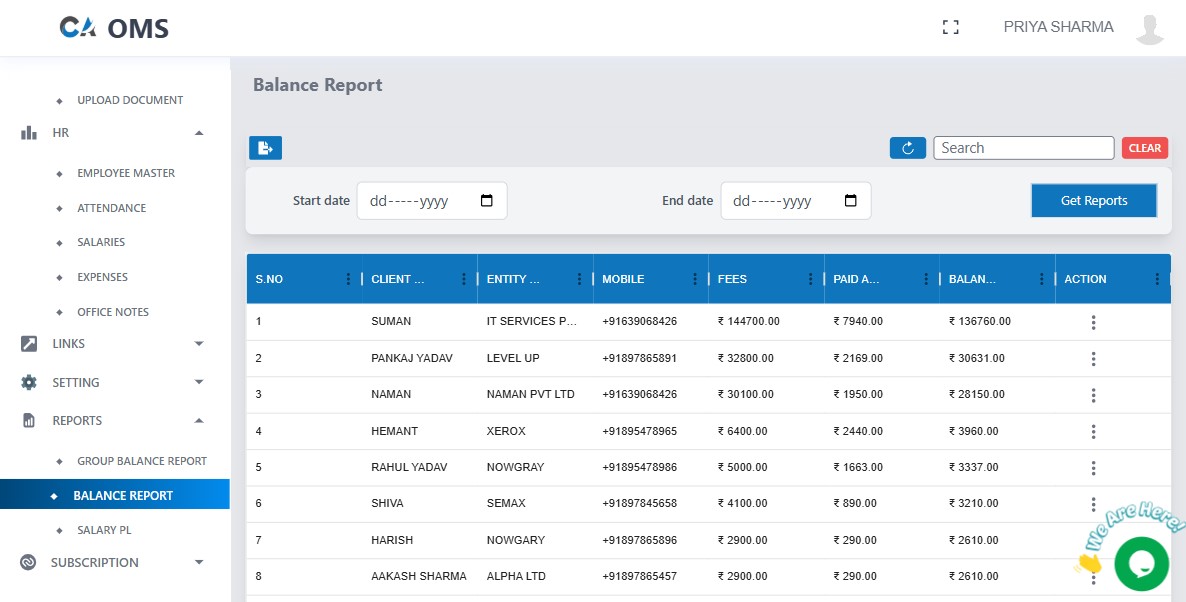 CA OMS
PRIYA SHARMA
UPLOAD DOCUMENT
HR
EMPLOYEE MASTER
ATTENDANCE
SALARIES
EXPENSES
OFFICE NOTES
LINKS
SETTING
REPORTS
GROUP BALANCE REPORT
BALANCE REPORT
SALARY PL
SUBSCRIPTION
Balance Report
Search CLEAR
Start date dd-----yyyy End date dd-----yyyy Get Reports
S.NO CLIENT ... ENTITY ... MOBILE FEES PAID A... BALAN... ACTION
1 SUMAN IT SERVICES P... +91639068426 ₹ 144700.00 ₹ 7940.00 ₹ 136760.00
2 PANKAJ YADAV LEVEL UP +91897865891 ₹ 32800.00 ₹ 2169.00 ₹ 30631.00
3 NAMAN NAMAN PVT LTD +91639068426 ₹ 30100.00 ₹ 1950.00 ₹ 28150.00
4 HEMANT XEROX +91895478965 ₹ 6400.00 ₹ 2440.00 ₹ 3960.00
5 RAHUL YADAV NOWGRAY +91895478986 ₹ 5000.00 ₹ 1663.00 ₹ 3337.00
6 SHIVA SEMAX +91897845658 ₹ 4100.00 ₹ 890.00 ₹ 3210.00
7 HARISH NOWGARY +91897865896 ₹ 2900.00 ₹ 290.00 ₹ 2610.00
8 AAKASH SHARMA ALPHA LTD +91897865457 ₹ 2900.00 ₹ 290.00 ₹ 2610.00
We Are Here!